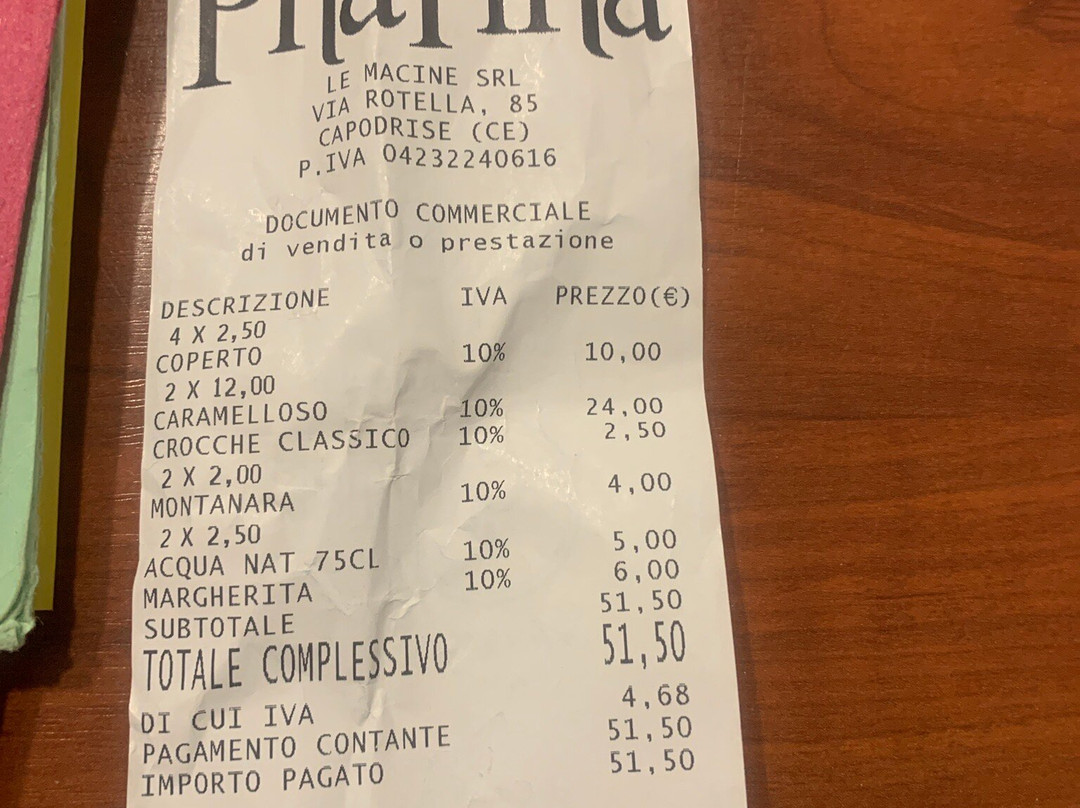 LE MACINE SRL
VIA ROTELLA, 85
CAPODRISE (CE)
P.IVA 04232240616
DOCUMENTO COMMERCIALE
di vendita o prestazione
DESCRIZIONE IVA PREZZO(€)
4 X 2,50
COPERTO 10% 10,00
2 X 12,00
CARAMELLOSO 10% 24,00
CROCCHE CLASSICO 10% 2,50
2 X 2,00
MONTANARA 10% 4,00
2 X 2,50
ACQUA NAT 75CL 10% 5,00
MARGHERITA 10% 6,00
SUBTOTALE 51,50
TOTALE COMPLESSIVO 51,50
DI CUI IVA 4,68
PAGAMENTO CONTANTE 51,50
IMPORTO PAGATO 51,50